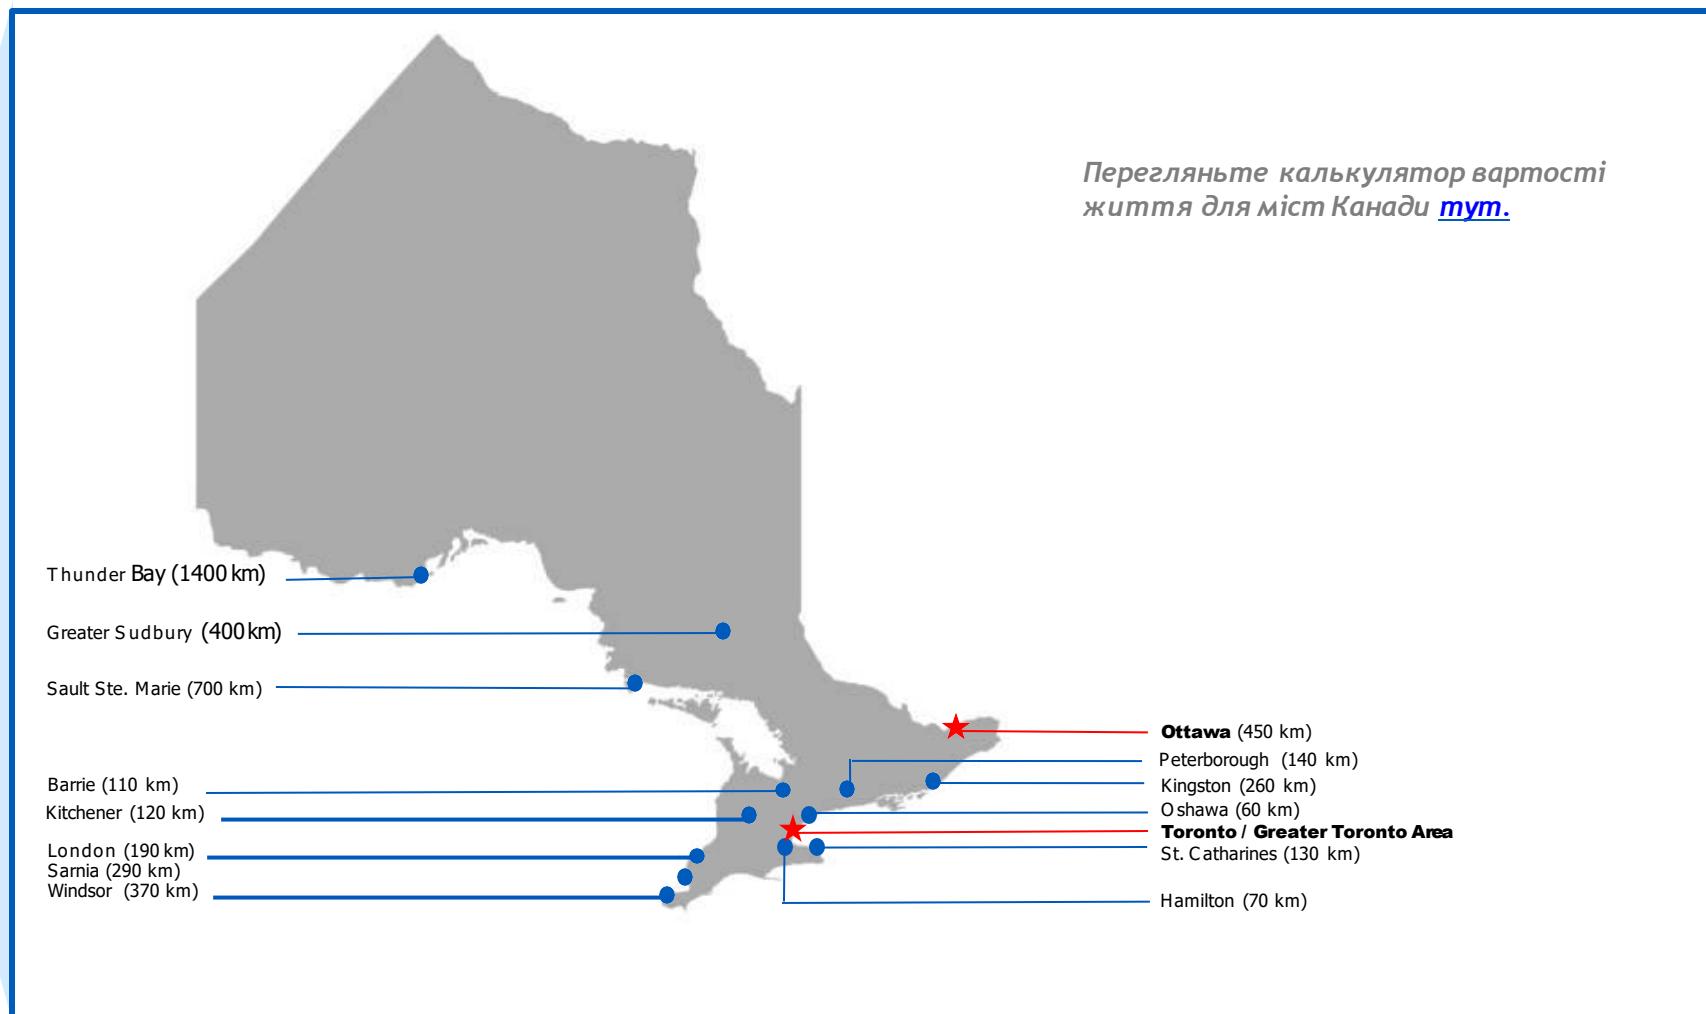 Перегляньте калькулятор вартості
життя для міст Канади тут.
Thunder Bay (1400 km)
Greater Sudbury (400 km)
Sault Ste. Marie (700 km)
Barrie (110 km)
Kitchener (120 km)
London (190 km)
Sarnia (290 km)
Windsor (370 km)
Ottawa (450 km)
Peterborough (140 km)
Kingston (260 km)
Oshawa (60 km)
Toronto / Greater Toronto Area
St. Catharines (130 km)
Hamilton (70 km)